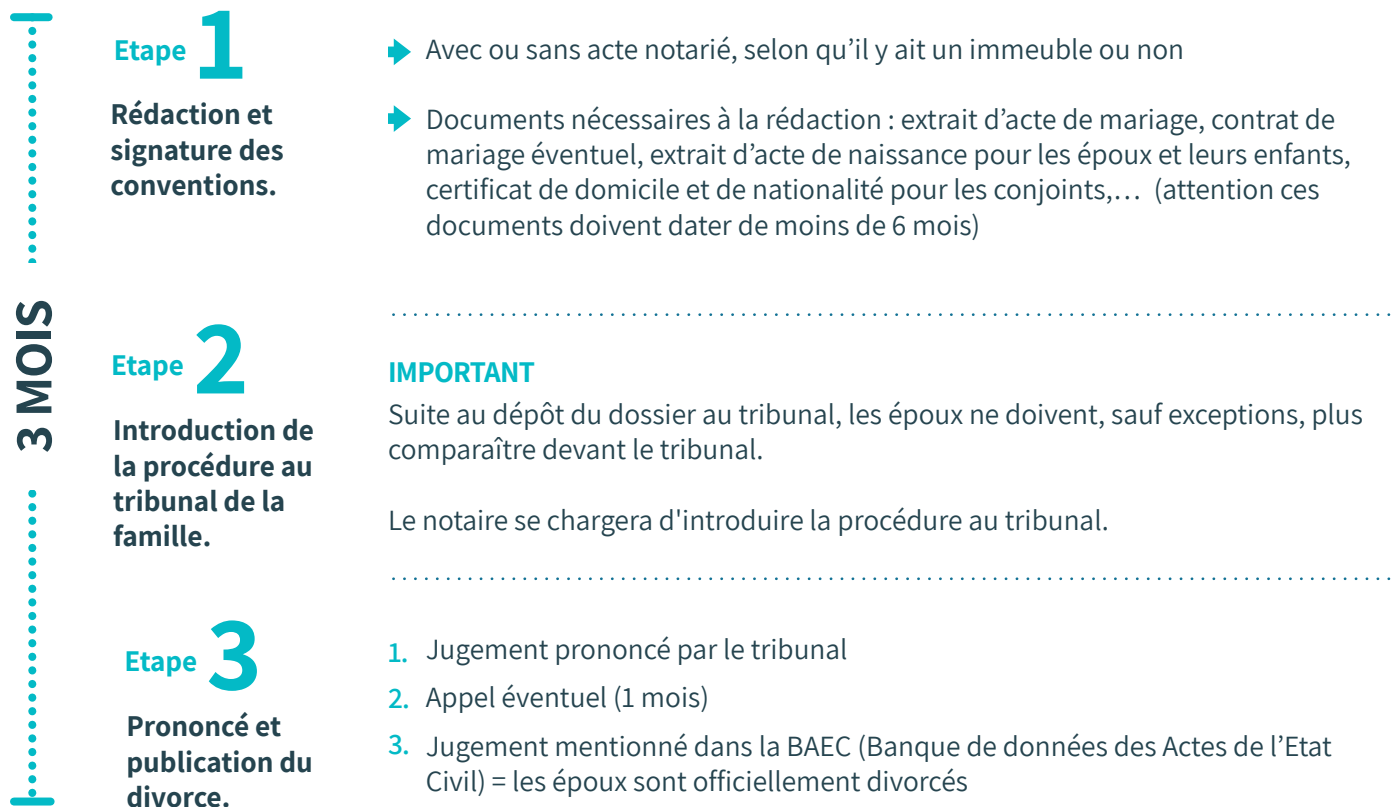 3 MOIS
Etape 1
Rédaction et
signature des
conventions.
Avec ou sans acte notarié, selon qu’il y ait un immeuble ou non
Documents nécessaires à la rédaction : extrait d’acte de mariage, contrat de
mariage éventuel, extrait d’acte de naissance pour les époux et leurs enfants,
certificat de domicile et de nationalité pour les conjoints,… (attention ces
documents doivent dater de moins de 6 mois)
Etape 2
Introduction de
la procédure au
tribunal de la
famille.
IMPORTANT
Suite au dépôt du dossier au tribunal, les époux ne doivent, sauf exceptions, plus
comparaître devant le tribunal.
Le notaire se chargera d'introduire la procédure au tribunal.
Etape 3
Prononcé et
publication du
divorce.
1. Jugement prononcé par le tribunal
2. Appel éventuel (1 mois)
3. Jugement mentionné dans la BAEC (Banque de données des Actes de l’Etat
Civil) = les époux sont officiellement divorcés